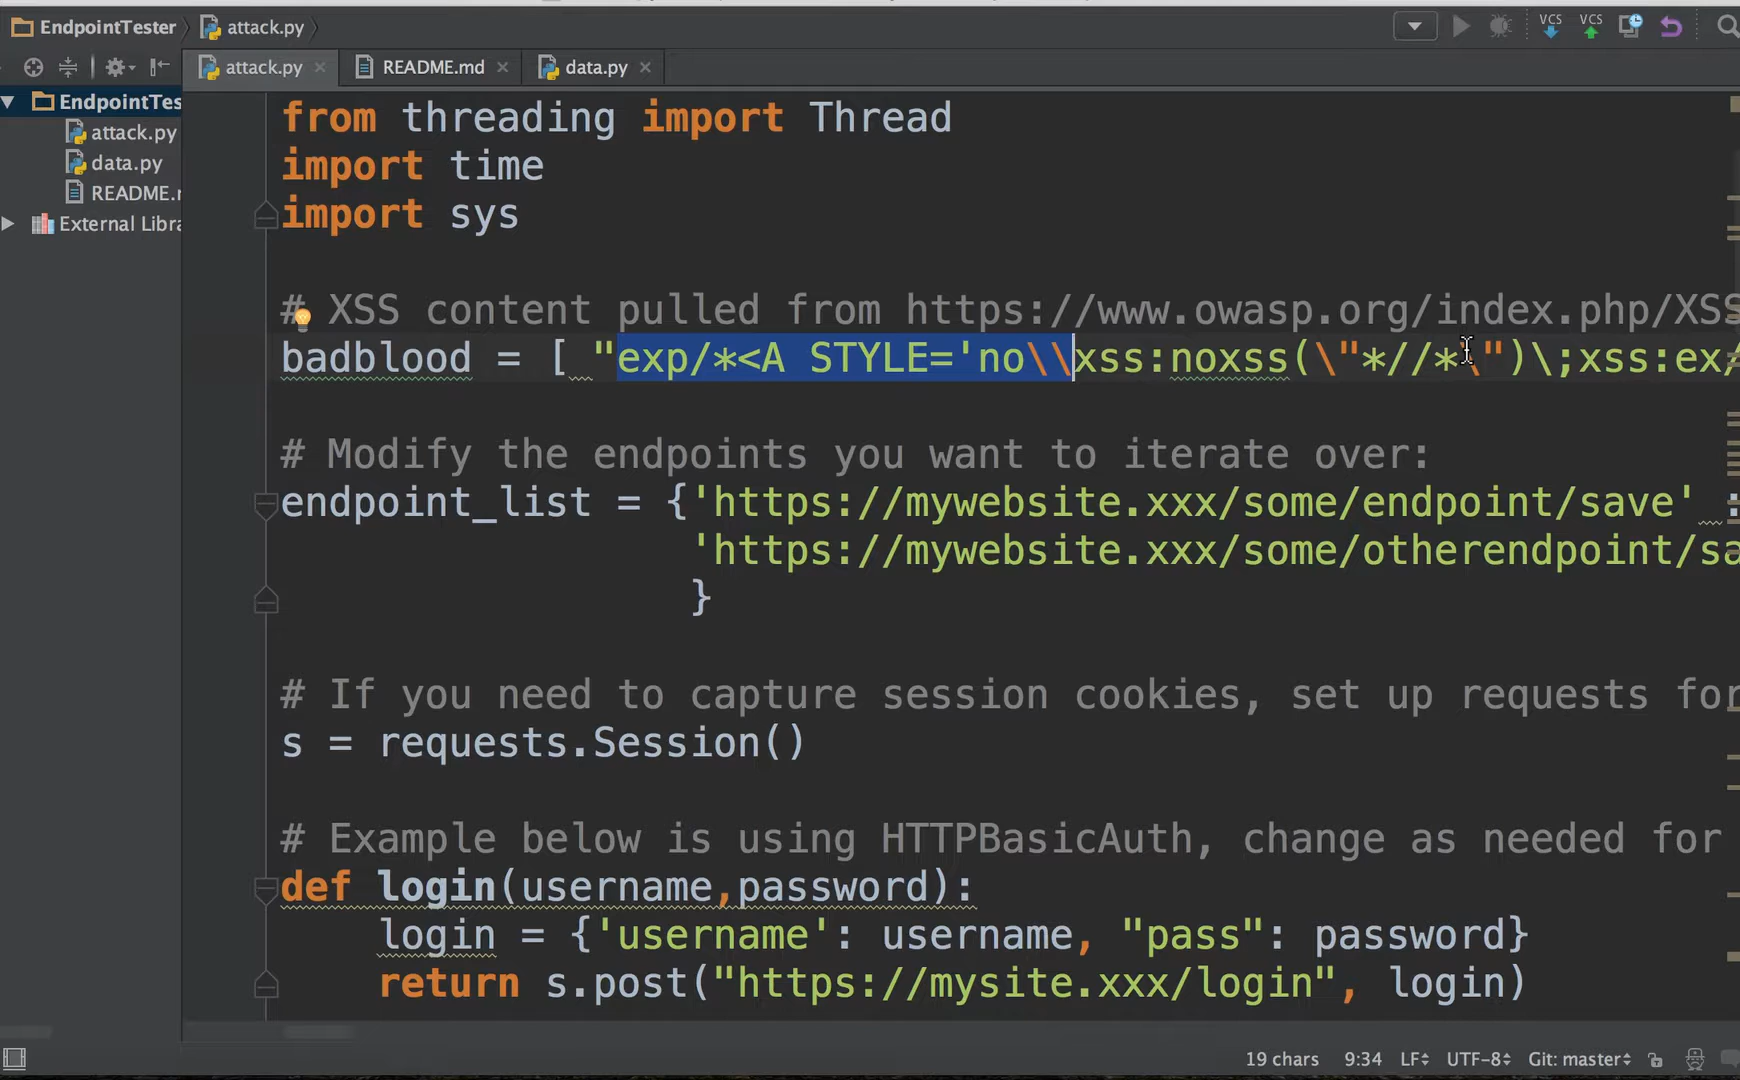 EndpointTester attack.py
VCS VCS
attack.py README.md data.py
EndpointTes
attack.py
data.py
README.r
External Libra
from threading import Thread
import time
import sys
# XSS content pulled from https://www.owasp.org/index.php/XSS
badblood = [ "exp/*<A STYLE='no\\xss:noxss(\"*//*\")\;xss:ex/
# Modify the endpoints you want to iterate over:
endpoint_list = {'https://mywebsite.xxx/some/endpoint/save' :
'https://mywebsite.xxx/some/otherendpoint/sa
}
# If you need to capture session cookies, set up requests for
s = requests.Session()
# Example below is using HTTPBasicAuth, change as needed for
def login(username,password):
login = {'username': username, "pass": password}
return s.post("https://mysite.xxx/login", login)
19 chars 9:34 LF÷ UTF-8÷ Git: master÷